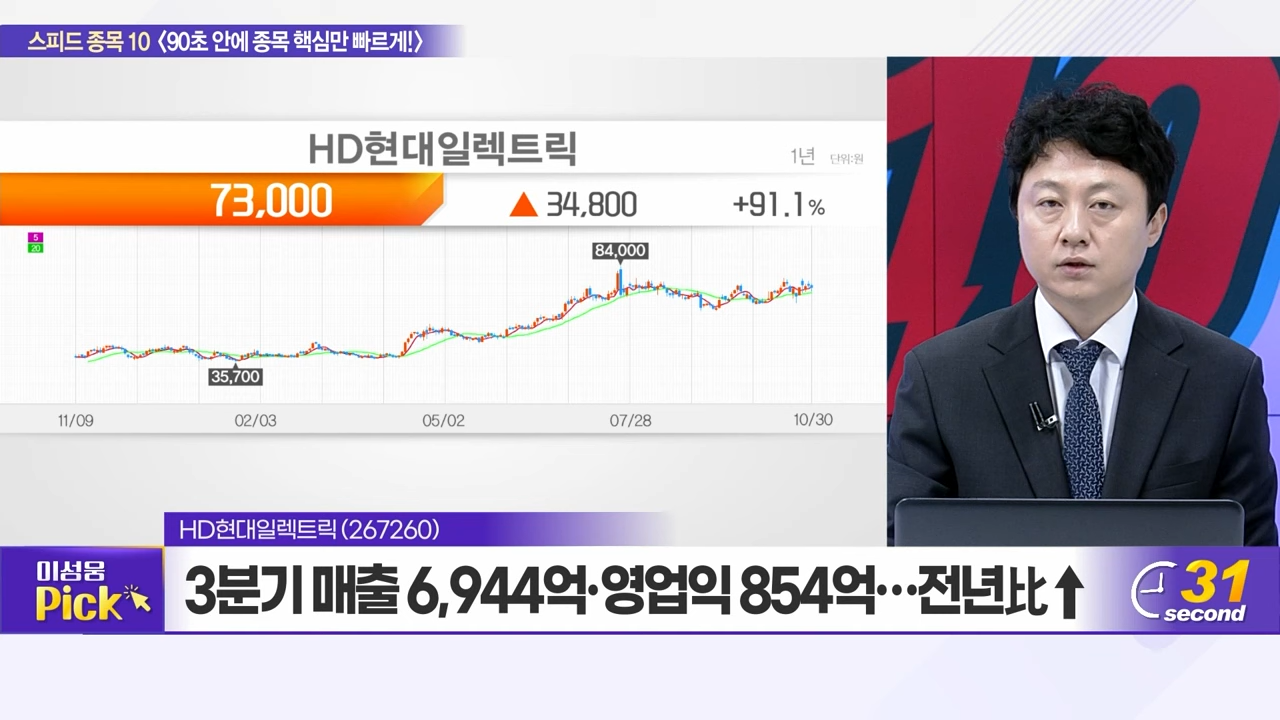 스피드 종목 10 〈90초 안에 종목 핵심만 빠르게!〉
HD현대일렉트릭
1년 단위:원
73,000 ▲ 34,800 +91.1%
5
20
84,000
35,700
11/09 02/03 05/02 07/28 10/30
10
HD현대일렉트릭(267260)
이성웅
Pick
3분기 매출 6,944억·영업익 854억…전년比↑
31
second